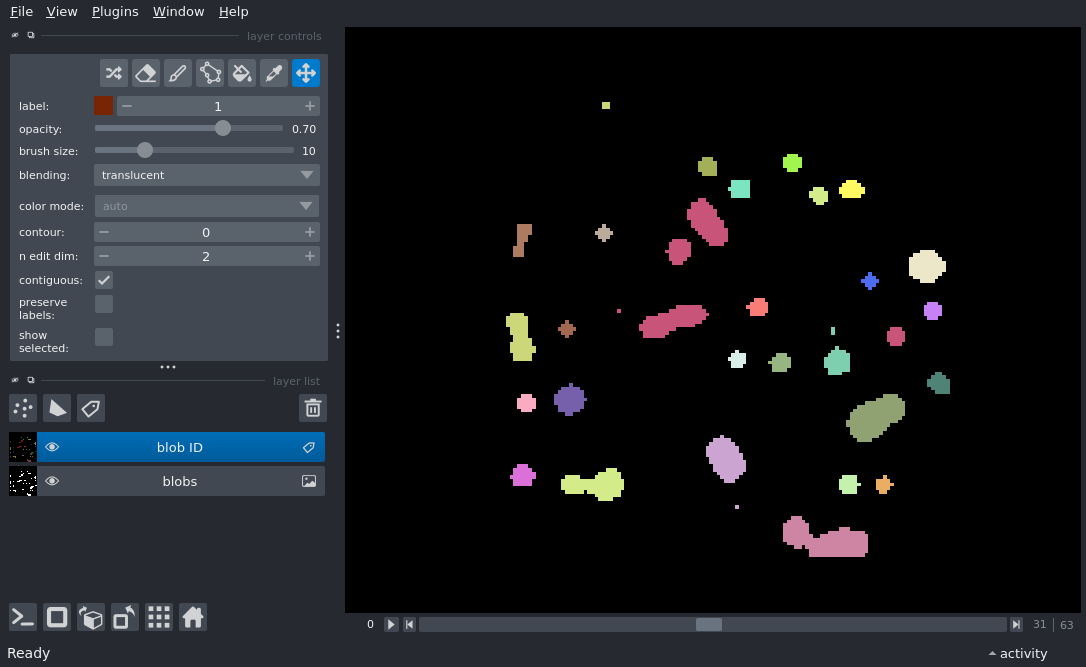 File View Plugins Window Help
layer controls
label: 1
opacity: 0.70
brush size: 10
blending: translucent
color mode: auto
contour: 0
n edit dim: 2
contiguous:
preserve
labels:
show
selected:
layer list
blob ID
blobs
0 31 63
Ready activity